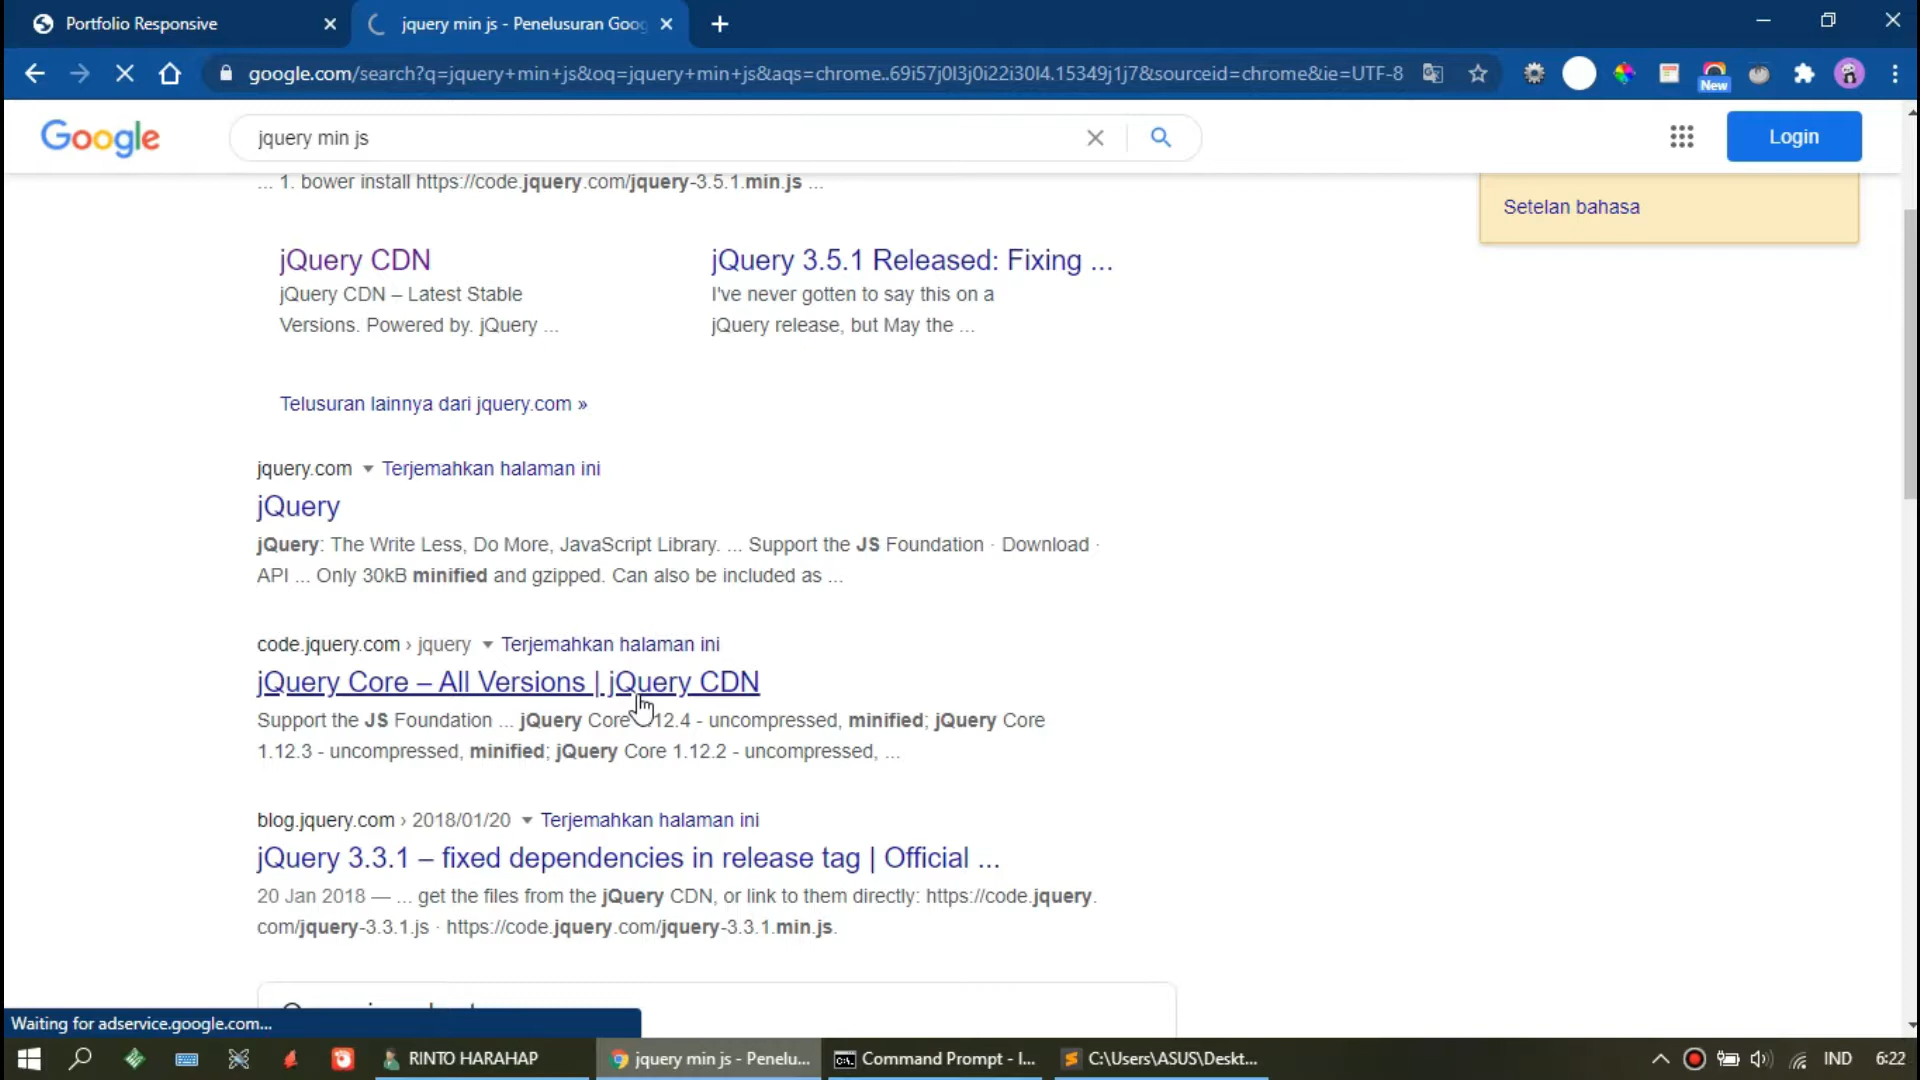 Portfolio Responsive
jquery min js - Penelusuran Goog
google.com/search?q=jquery+min+js&oq=jquery+min+js&aqs=chrome..69i57j0l3j0i22i30l4.15349j1j7&sourceid=chrome&ie=UTF-8
New
Google
jquery min js
Login
... 1. bower install https://code.jquery.com/jquery-3.5.1.min.js ...
Setelan bahasa
jQuery CDN
jQuery CDN – Latest Stable
Versions. Powered by. jQuery ...
jQuery 3.5.1 Released: Fixing ...
I've never gotten to say this on a
jQuery release, but May the ...
Telusuran lainnya dari jquery.com »
jquery.com Terjemahkan halaman ini
jQuery
jQuery: The Write Less, Do More, JavaScript Library. ... Support the JS Foundation · Download ·
API ... Only 30kB minified and gzipped. Can also be included as ...
code.jquery.com › jquery Terjemahkan halaman ini
jQuery Core – All Versions | jQuery CDN
Support the JS Foundation ... jQuery Core 12.4 - uncompressed, minified; jQuery Core
1.12.3 - uncompressed, minified; jQuery Core 1.12.2 - uncompressed, ...
blog.jquery.com › 2018/01/20 Terjemahkan halaman ini
jQuery 3.3.1 – fixed dependencies in release tag | Official ...
20 Jan 2018 — ... get the files from the jQuery CDN, or link to them directly: https://code.jquery.
com/jquery-3.3.1.js · https://code.jquery.com/jquery-3.3.1.min.js.
Waiting for adservice.google.com...
RINTO HARAHAP
jquery min js - Penelu...
Command Prompt - I...
C:\Users\ASUS\Deskt...
IND
6:22